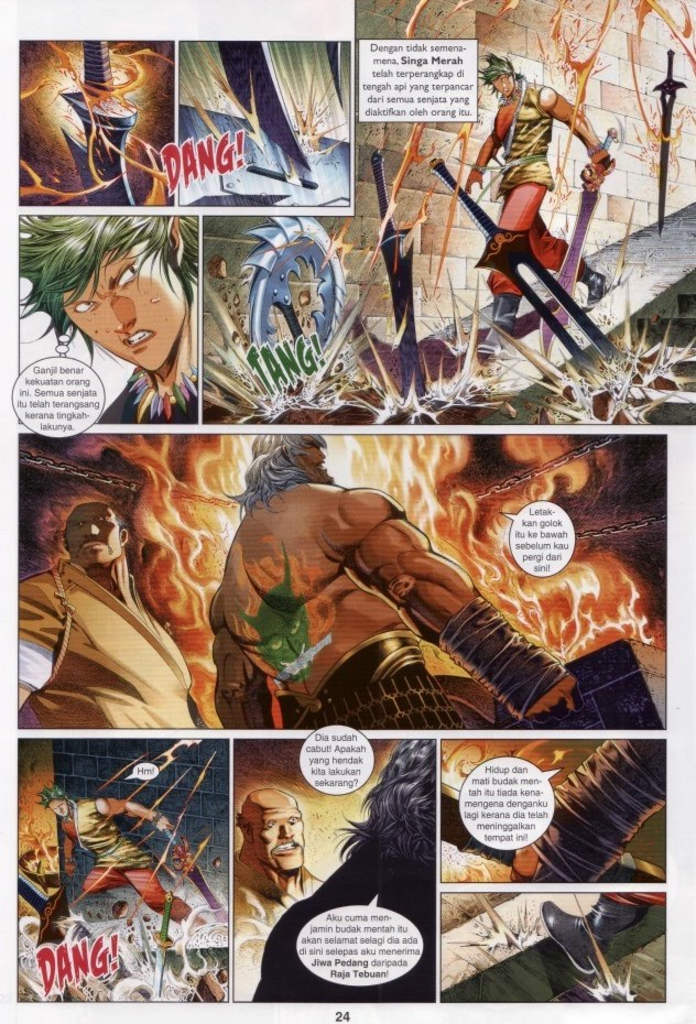 DANG!
Dengan tidak semena-
mena, Singa Merah
telah terperangkap di
tengah api yang terpancar
dari semua senjata yang
diaktifkan oleh orang itu.
Ganjil benar
kekuatan orang
ini. Semua senjata
itu telah terangsang
kerana tingkah-
lakunya.
TANG!
Letak-
kan golok
itu ke bawah
sebelum kau
pergi dari
sini!
Hm!
DANG!
Dia sudah
cabut! Apakah
yang hendak
kita lakukan
sekarang?
Aku cuma men-
jamin budak mentah itu
akan selamat selagi dia ada
di sini selepas aku menerima
Jiwa Pedang daripada
Raja Tebuan!
Hidup dan
mati budak men-
tah itu tiada kena-
mengena denganku
lagi kerana dia telah
meninggalkan
tempat ini!
24